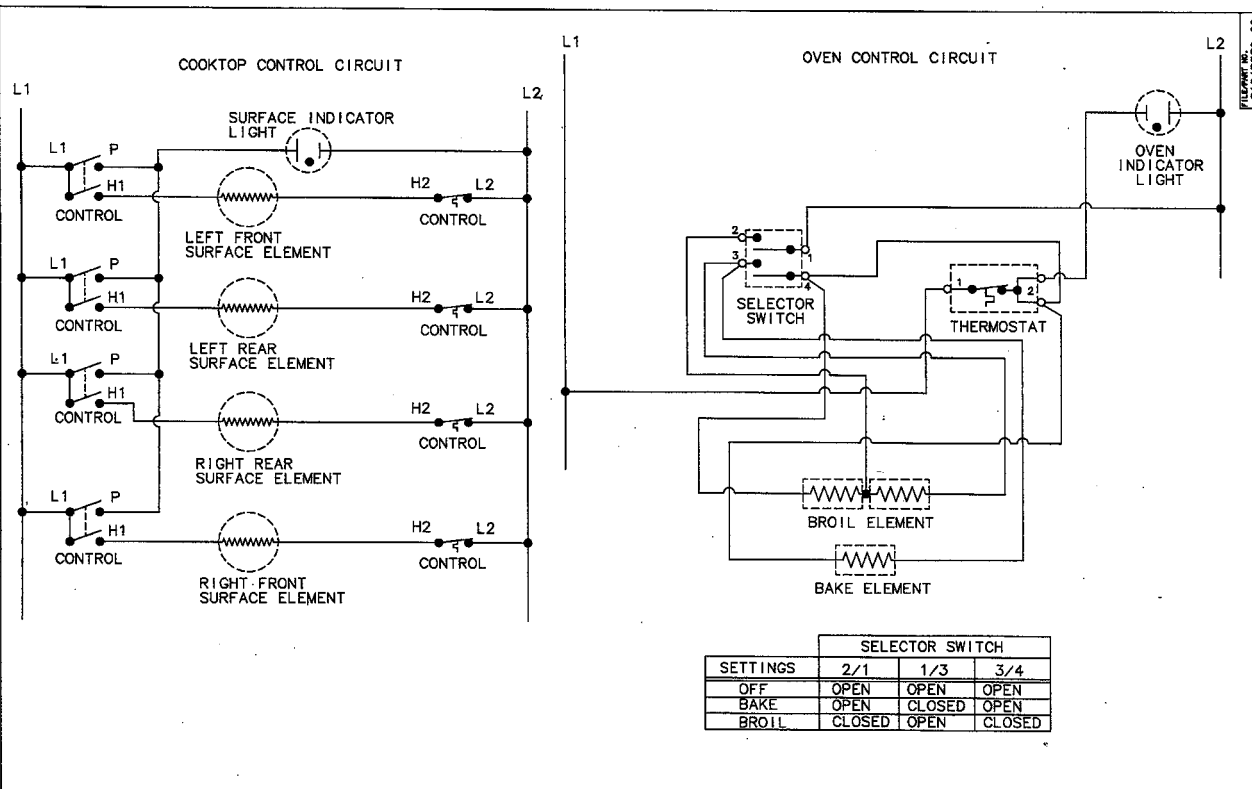 COOKTOP CONTROL CIRCUIT
L1
L2
SURFACE INDICATOR
LIGHT
L1 P
H1
CONTROL
H2 L2
CONTROL
LEFT FRONT
SURFACE ELEMENT
L1 P
H1
CONTROL
H2 L2
CONTROL
LEFT REAR
SURFACE ELEMENT
L1 P
H1
CONTROL
H2 L2
CONTROL
RIGHT REAR
SURFACE ELEMENT
L1 P
H1
CONTROL
H2 L2
CONTROL
RIGHT FRONT
SURFACE ELEMENT
OVEN CONTROL CIRCUIT
L1
L2
FILE/PART NO.
OVEN
INDICATOR
LIGHT
2
3
1
4
SELECTOR
SWITCH
1
2
THERMOSTAT
BROIL ELEMENT
BAKE ELEMENT
SELECTOR SWITCH
SETTINGS 2/1 1/3 3/4
OFF OPEN OPEN OPEN
BAKE OPEN CLOSED OPEN
BROIL CLOSED OPEN CLOSED